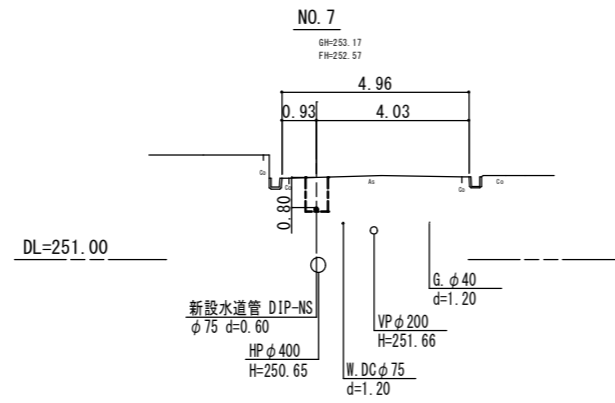 NO. 7
GH=253.17
FH=252.57
4.96
0.93
4.03
Co
Co
As
Co
Co
0.80
DL=251.00
新設水道管 DIP-NS
φ75 d=0.60
G. φ40
d=1.20
VPφ200
H=251.66
HPφ400
H=250.65
W.DCφ75
d=1.20